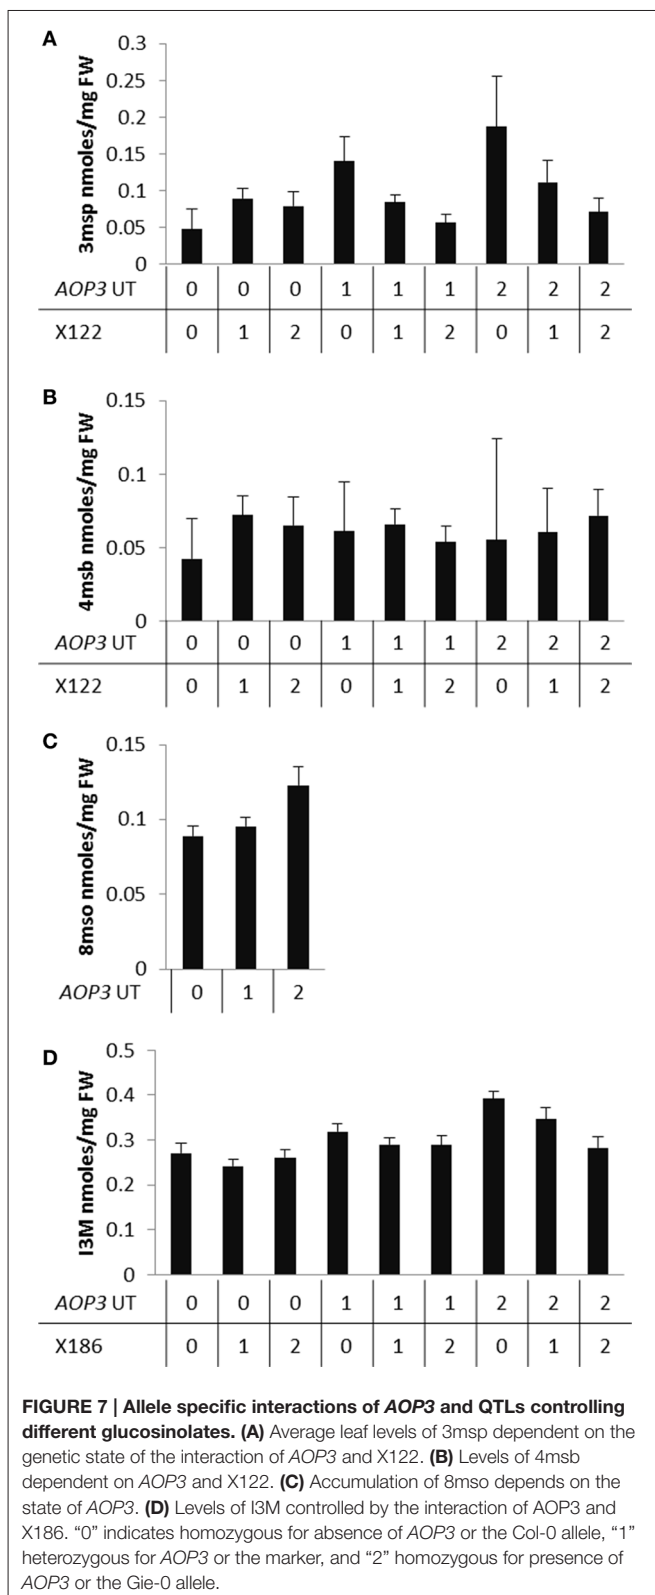 A
3msp nmoles/mg FW
0.3
0.25
0.2
0.15
0.1
0.05
0
AOP3 UT 0 0 0 1 1 1 2 2 2
X122 0 1 2 0 1 2 0 1 2
B
4msb nmoles/mg FW
0.15
0.1
0.05
0
AOP3 UT 0 0 0 1 1 1 2 2 2
X122 0 1 2 0 1 2 0 1 2
C
8mso nmoles/mg FW
0.15
0.1
0.05
0
AOP3 UT 0 1 2
D
I3M nmoles/mg FW
0.5
0.4
0.3
0.2
0.1
0
AOP3 UT 0 0 0 1 1 1 2 2 2
X186 0 1 2 0 1 2 0 1 2
FIGURE 7 | Allele specific interactions of AOP3 and QTLs controlling
different glucosinolates. (A) Average leaf levels of 3msp dependent on the
genetic state of the interaction of AOP3 and X122. (B) Levels of 4msb
dependent on AOP3 and X122. (C) Accumulation of 8mso depends on the
state of AOP3. (D) Levels of I3M controlled by the interaction of AOP3 and
X186. “0” indicates homozygous for absence of AOP3 or the Col-0 allele, “1”
heterozygous for AOP3 or the marker, and “2” homozygous for presence of
AOP3 or the Gie-0 allele.